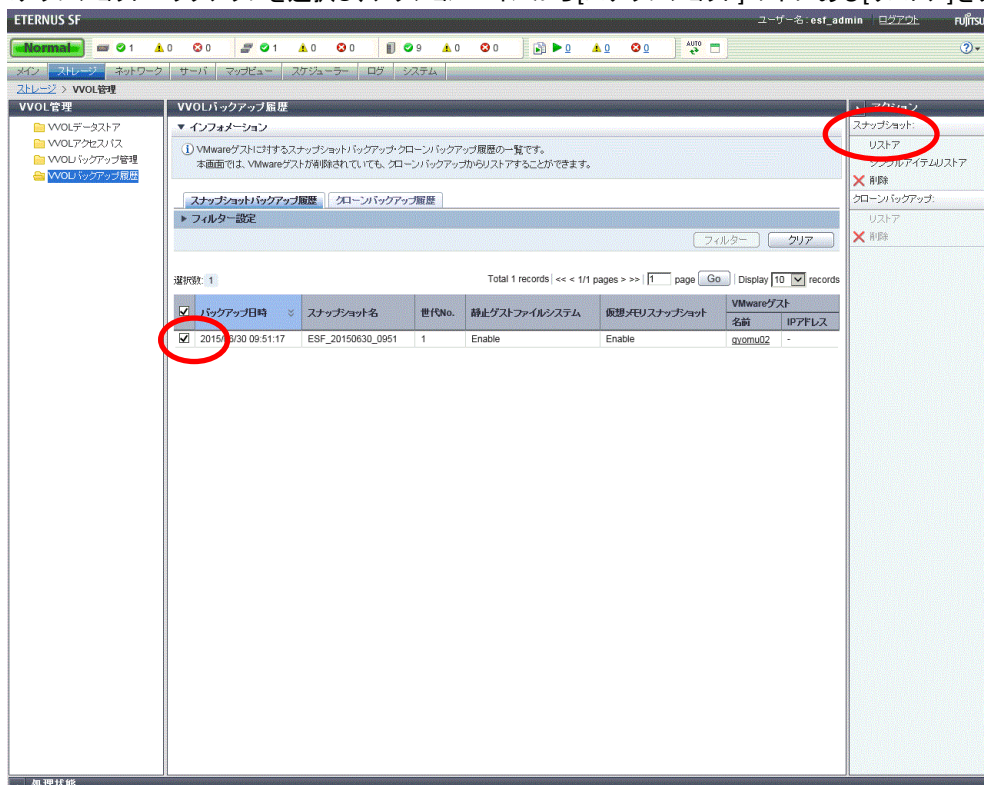 ETERNUS SF
ユーザー名 : esf_admin ログアウト FUJITSU
Normal 1 0 0 1 0 0 9 0 0 0 0 0 AUTO
メイン ストレージ ネットワーク サーバ マップビュー スケジューラー ログ システム
ストレージ > VVOL管理
VVOL管理
VVOLデータストア
VVOLアクセスパス
VVOLバックアップ管理
VVOLバックアップ履歴
VVOLバックアップ履歴
インフォメーション
VMwareゲストに対するスナップショットバックアップ・クローンバックアップ履歴の一覧です。
本画面では、VMwareゲストが削除されていても、クローンバックアップからリストアすることができます。
スナップショットバックアップ履歴 クローンバックアップ履歴
フィルター設定
フィルター クリア
選択数: 1 Total 1 records << < 1/1 pages > >> 1 page Go Display 10 records
バックアップ日時 スナップショット名 世代No. 静止ゲストファイルシステム 仮想メモリスナップショット VMwareゲスト
名前 IPアドレス
2015/06/30 09:51:17 ESF_20150630_0951 1 Enable Enable gyomu02 -
アクション
スナップショット:
リストア
シングルアイテムリストア
削除
クローンバックアップ:
リストア
削除
処理状態